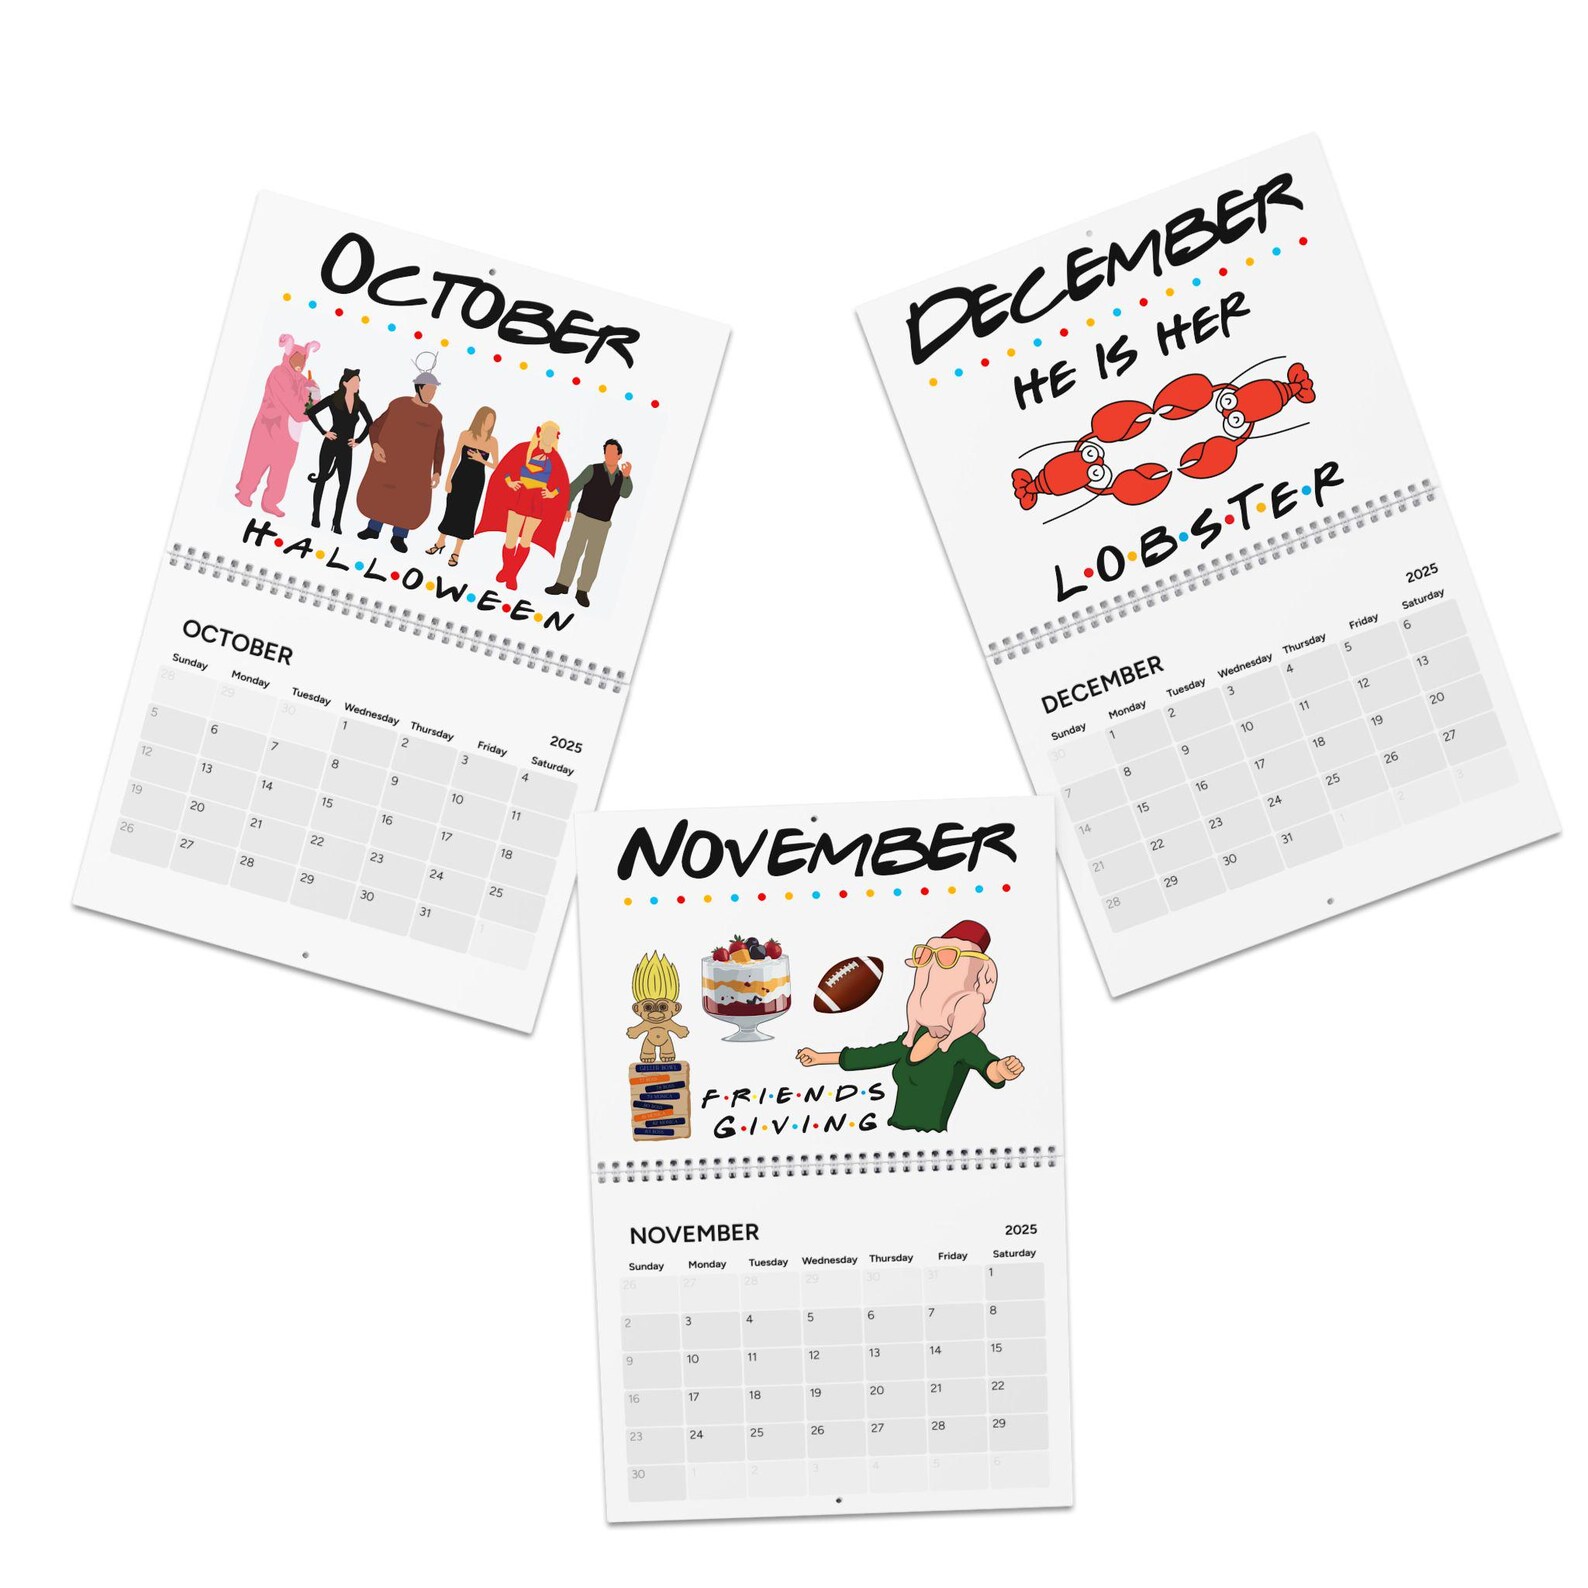 OCTOBER
H•A•L•L•O•W•E•E•N
OCTOBER
2025
Sunday Monday Tuesday Wednesday Thursday Friday Saturday
28 29 30 1 2 3 4
5 6 7 8 9 10 11
12 13 14 15 16 17 18
19 20 21 22 23 24 25
26 27 28 29 30 31 1
DECEMBER
HE IS HER
L•O•B•S•T•E•R
DECEMBER
2025
Sunday Monday Tuesday Wednesday Thursday Friday Saturday
30 1 2 3 4 5 6
7 8 9 10 11 12 13
14 15 16 17 18 19 20
21 22 23 24 25 26 27
28 29 30 31 1 2 3
NOVEMBER
GELLER BOWL
F•R•I•E•N•D•S
G•I•V•I•N•G
NOVEMBER
2025
Sunday Monday Tuesday Wednesday Thursday Friday Saturday
26 27 28 29 30 31 1
2 3 4 5 6 7 8
9 10 11 12 13 14 15
16 17 18 19 20 21 22
23 24 25 26 27 28 29
30 1 2 3 4 5 6